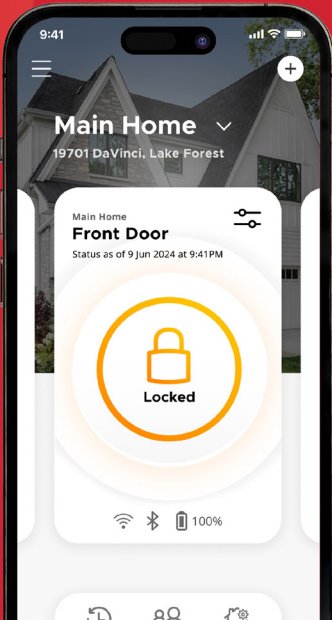 9:41
Main Home
19701 DaVinci, Lake Forest
Main Home
Front Door
Status as of 9 Jun 2024 at 9:41PM
Locked
100%